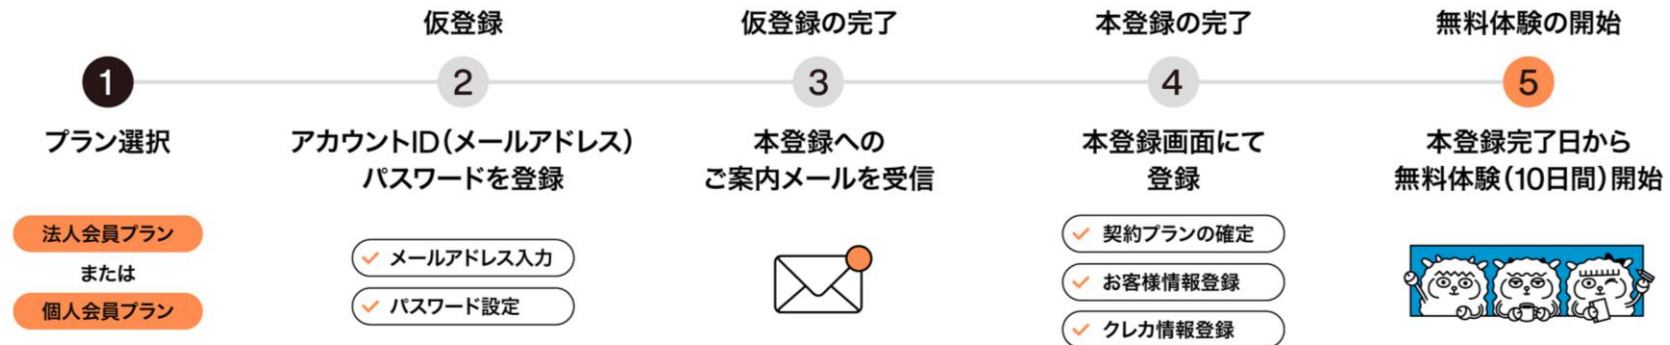 1
プラン選択
法人会員プラン
または
個人会員プラン
仮登録
2
アカウントID(メールアドレス)
パスワードを登録
メールアドレス入力
パスワード設定
仮登録の完了
3
本登録への
ご案内メールを受信
本登録の完了
4
本登録画面にて
登録
契約プランの確定
お客様情報登録
クレカ情報登録
無料体験の開始
5
本登録完了日から
無料体験(10日間)開始